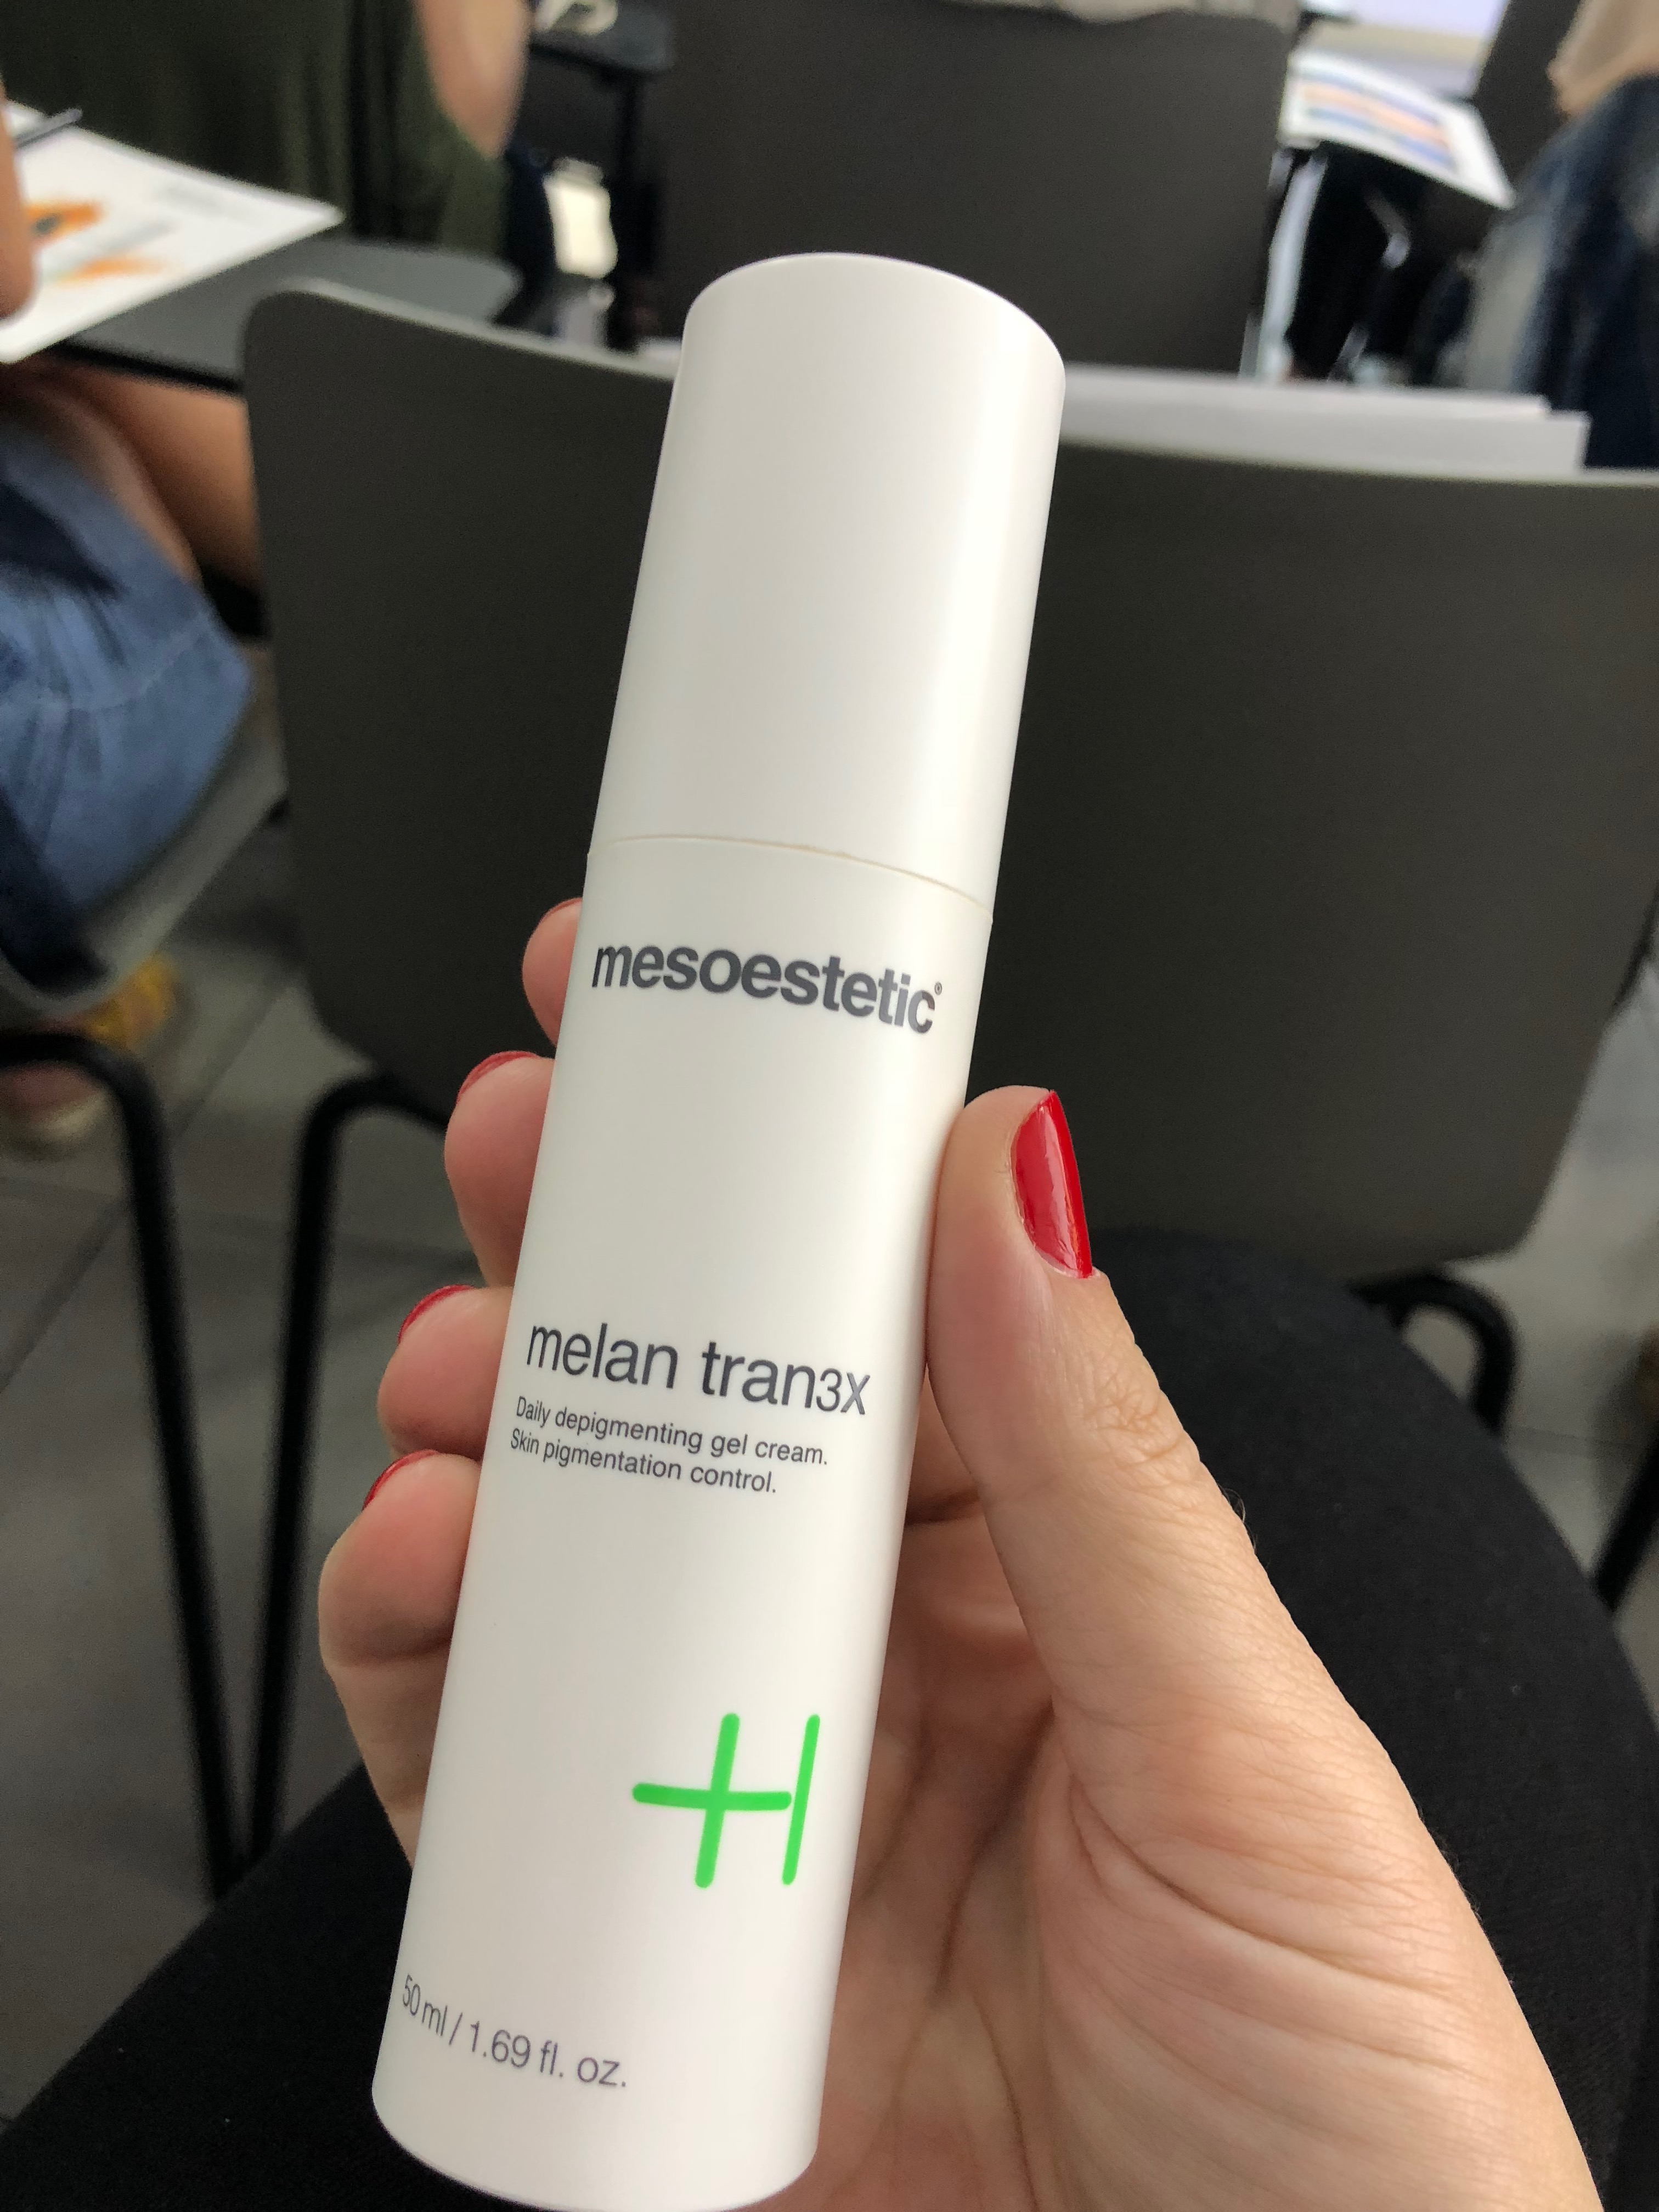 mesoestetic®
melan tran3x
Daily depigmenting gel cream.
Skin pigmentation control.
50 ml / 1.69 fl. oz.